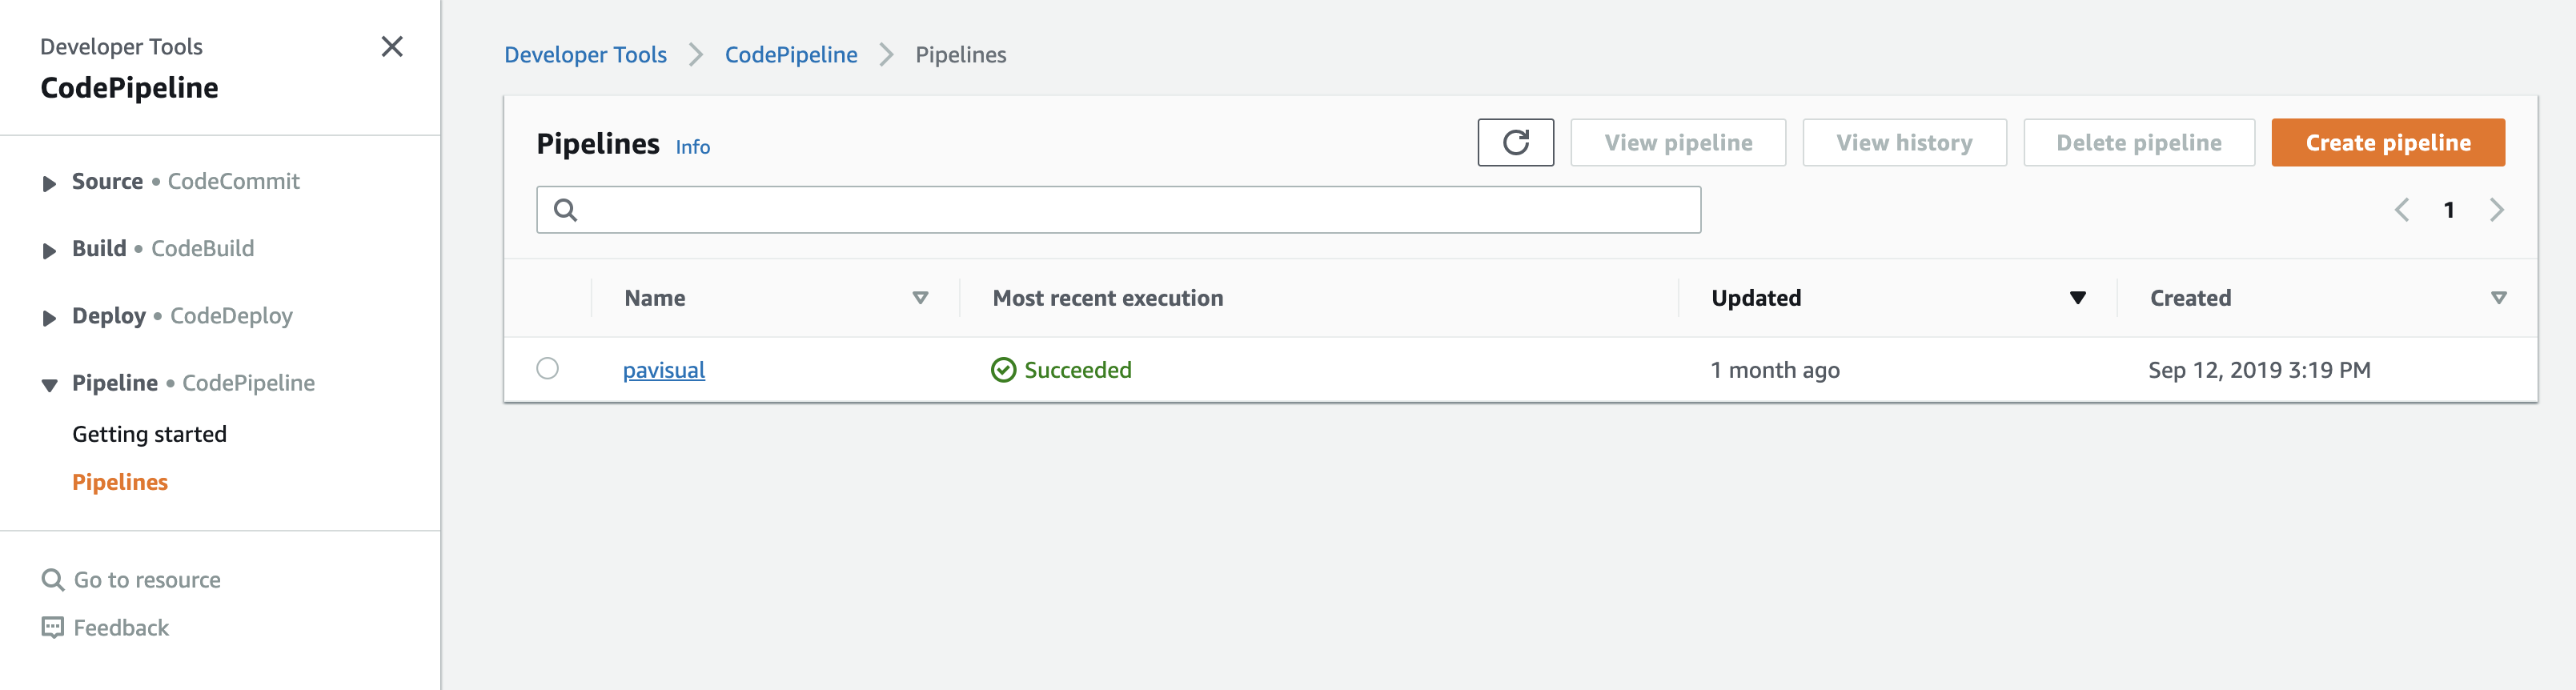 Developer Tools
CodePipeline
Source • CodeCommit
Build • CodeBuild
Deploy • CodeDeploy
Pipeline • CodePipeline
Getting started
Pipelines
Go to resource
Feedback
Developer Tools CodePipeline Pipelines
Pipelines Info View pipeline View history Delete pipeline Create pipeline
1
Name Most recent execution Updated Created
pavisual Succeeded 1 month ago Sep 12, 2019 3:19 PM